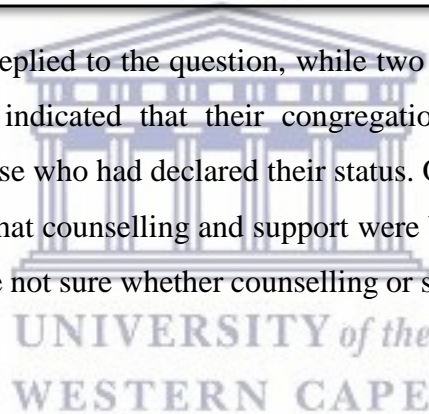 eplied to the question, while two
indicated that their congregatio
se who had declared their status.
hat counselling and support were
not sure whether counselling or s
UNIVERSITY of the
WESTERN CAPE